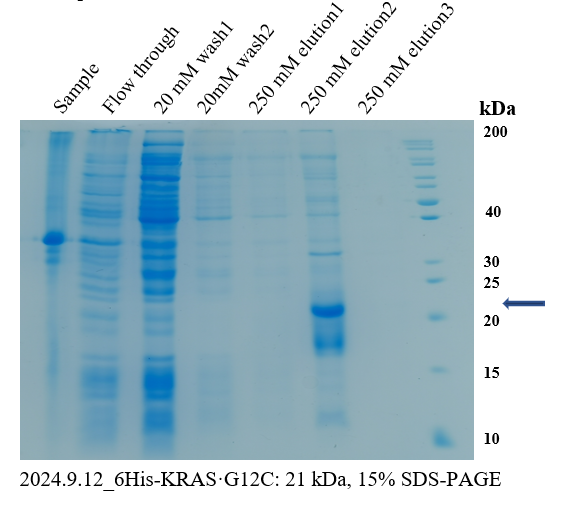 Sample
Flow through
20 mM wash1
20mM wash2
250 mM elution1
250 mM elution2
250 mM elution3
kDa
200
40
30
25
20
15
10
2024.9.12_6His-KRAS·G12C: 21 kDa, 15% SDS-PAGE